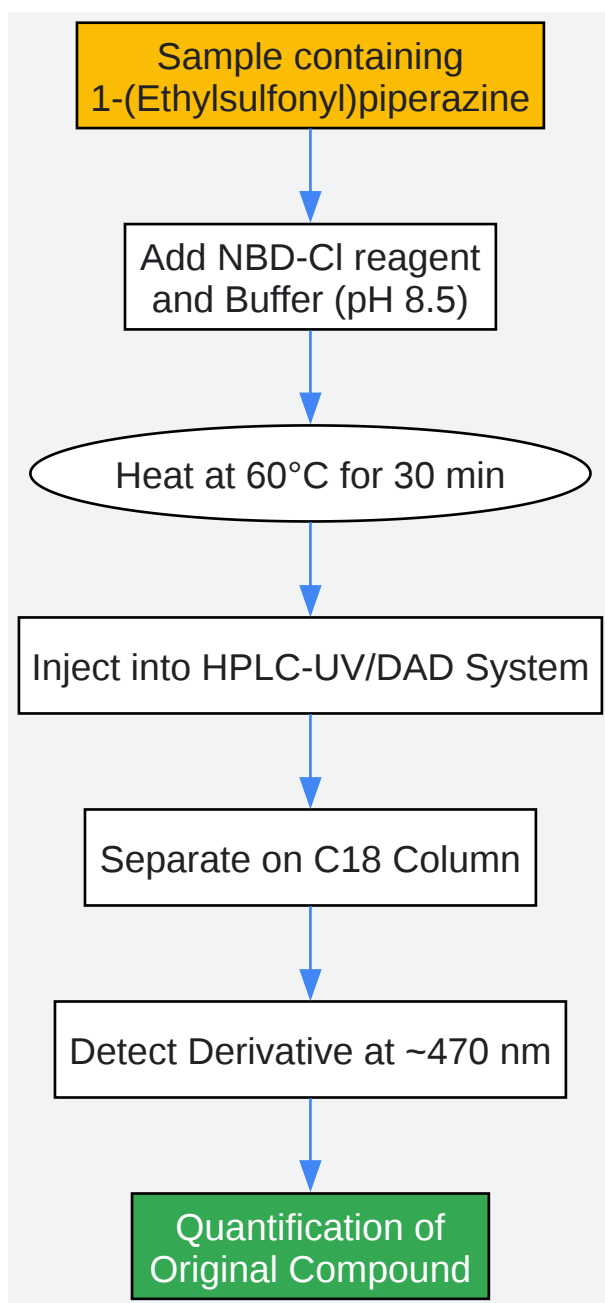 Sample containing
1-(Ethylsulfonyl)piperazine
Add NBD-Cl reagent
and Buffer (pH 8.5)
Heat at 60°C for 30 min
Inject into HPLC-UV/DAD System
Separate on C18 Column
Detect Derivative at ~470 nm
Quantification of
Original Compound